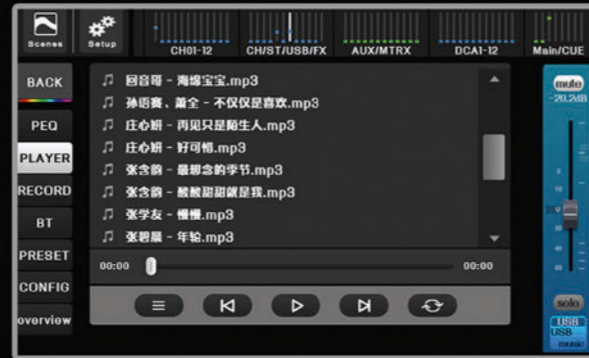 Scenes
Setup
CH01-12
CH/ST/USB/FX
AUX/MTRX
DCA1-12
Main/CUE
BACK
PEQ
PLAYER
RECORD
BT
PRESET
CONFIG
overview
回音哥 - 海绵宝宝.mp3
孙语赛、萧全 - 不仅仅是喜欢.mp3
庄心妍 - 再见只是陌生人.mp3
庄心妍 - 好可惜.mp3
张含韵 - 最想念的季节.mp3
张含韵 - 酸酸甜甜就是我.mp3
张学友 - 慢慢.mp3
张碧晨 - 年轮.mp3
00:00
00:00
mute
-20.2dB
solo
USB
USB
music